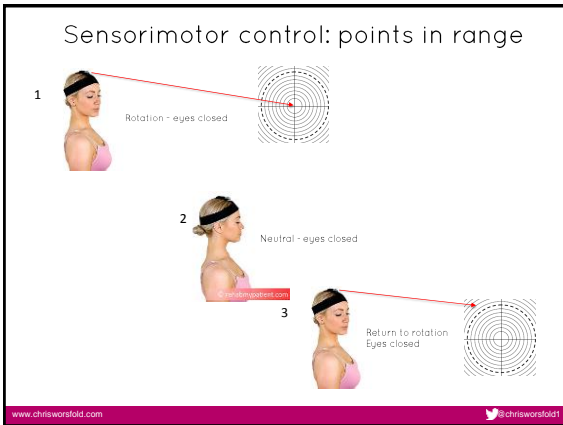 Sensorimotor control: points in range
1
Rotation - eyes closed
2
Neutral - eyes closed
© rehabmypatient.com
3
Return to rotation
Eyes closed
www.chrisworsfold.com
@chrisworsfold1